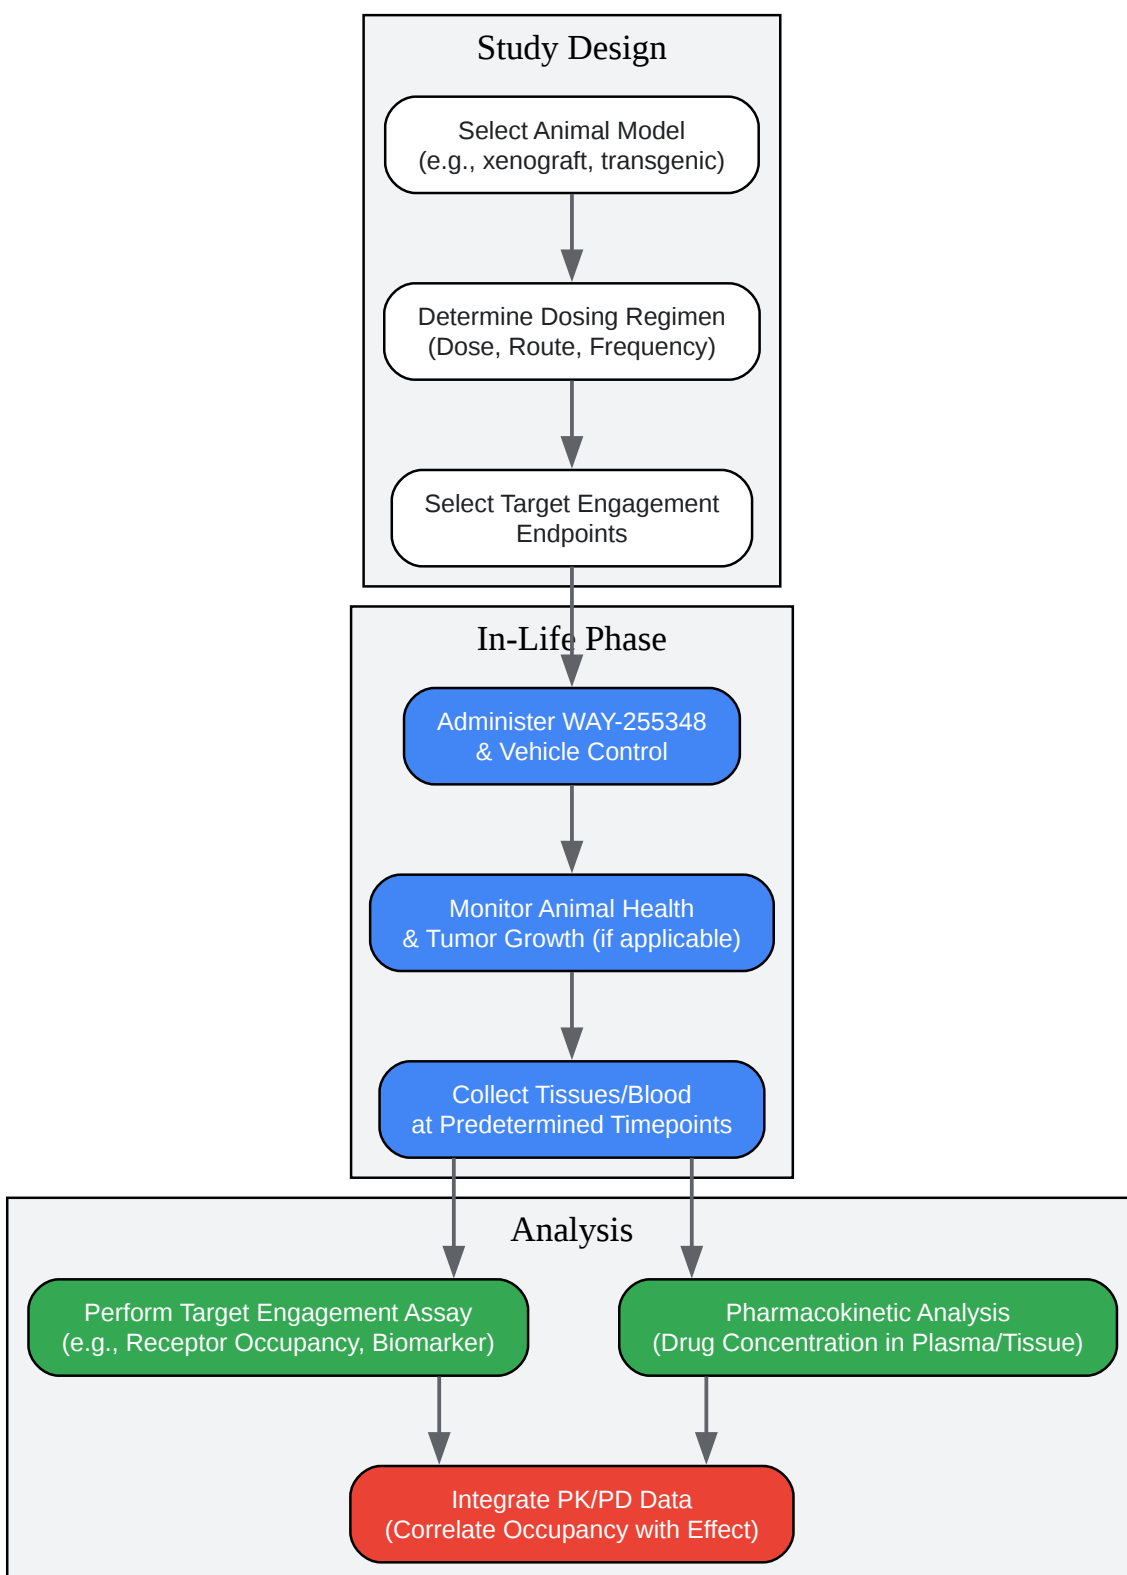 Study Design
Select Animal Model
(e.g., xenograft, transgenic)
Determine Dosing Regimen
(Dose, Route, Frequency)
Select Target Engagement
Endpoints
In-Life Phase
Administer WAY-255348
& Vehicle Control
Monitor Animal Health
& Tumor Growth (if applicable)
Collect Tissues/Blood
at Predetermined Timepoints
Analysis
Perform Target Engagement Assay
(e.g., Receptor Occupancy, Biomarker)
Pharmacokinetic Analysis
(Drug Concentration in Plasma/Tissue)
Integrate PK/PD Data
(Correlate Occupancy with Effect)